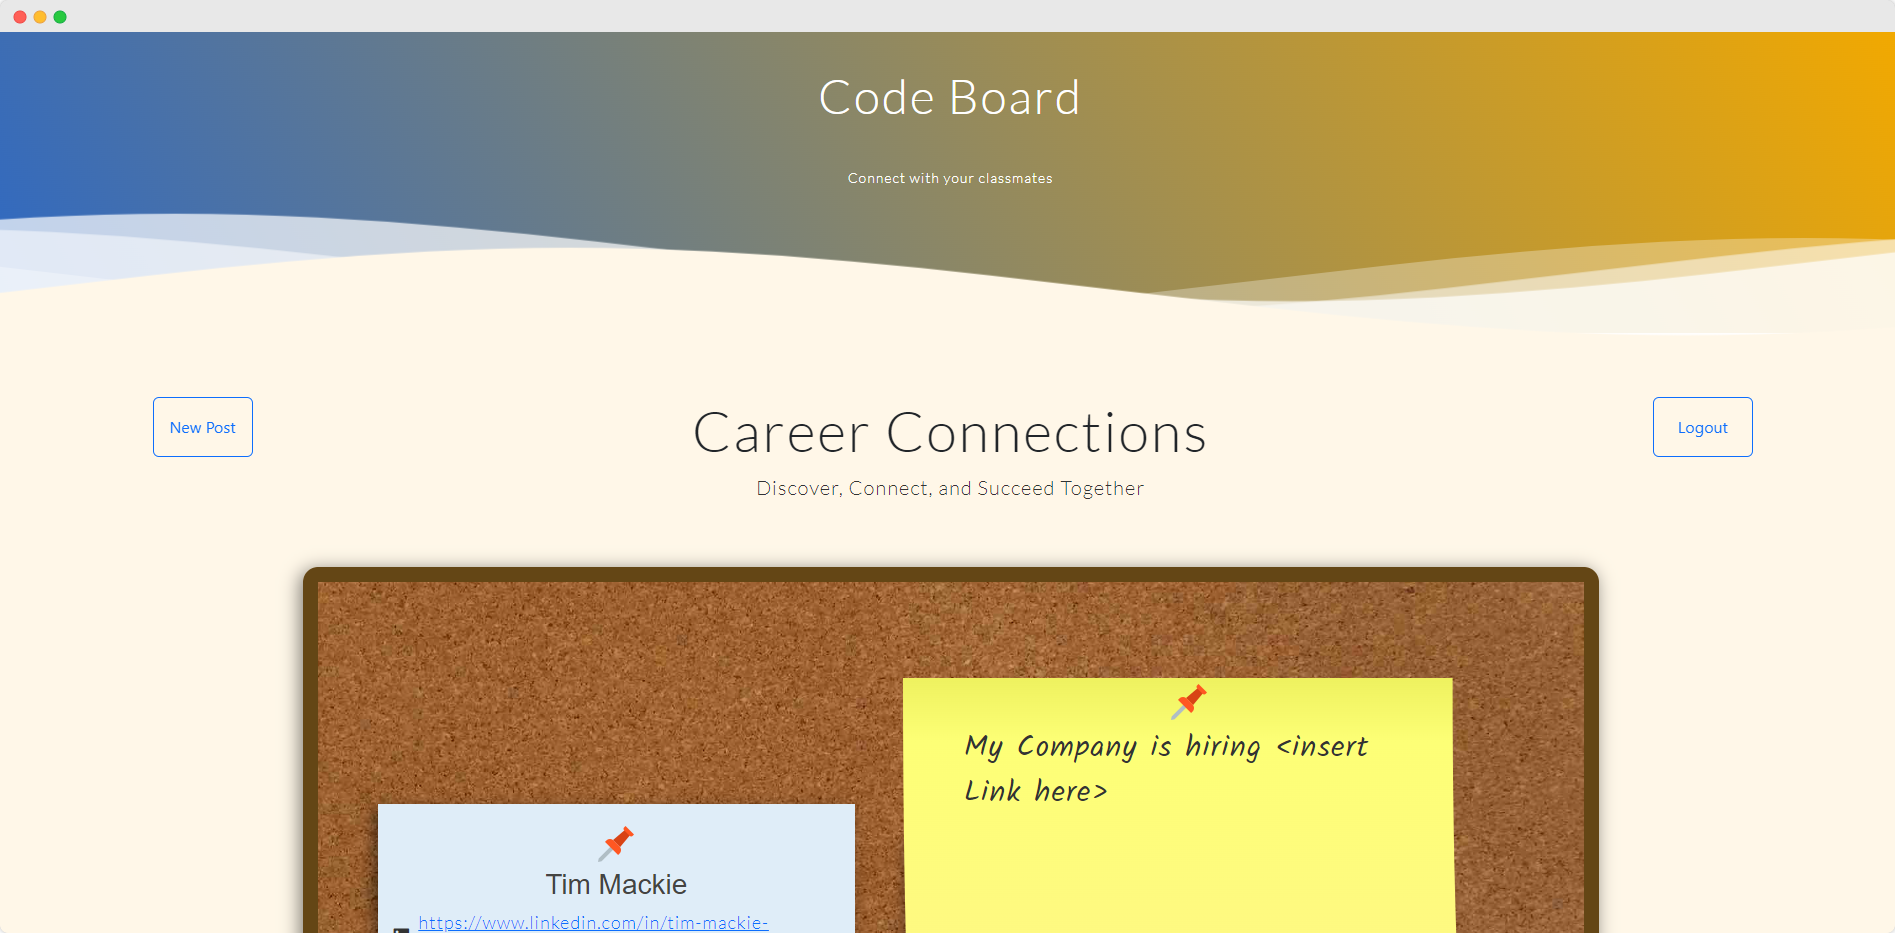 Code Board
Connect with your classmates
New Post
Career Connections
Logout
Discover, Connect, and Succeed Together
My Company is hiring <insert
Link here>
Tim Mackie
https://www.linkedin.com/in/tim-mackie-